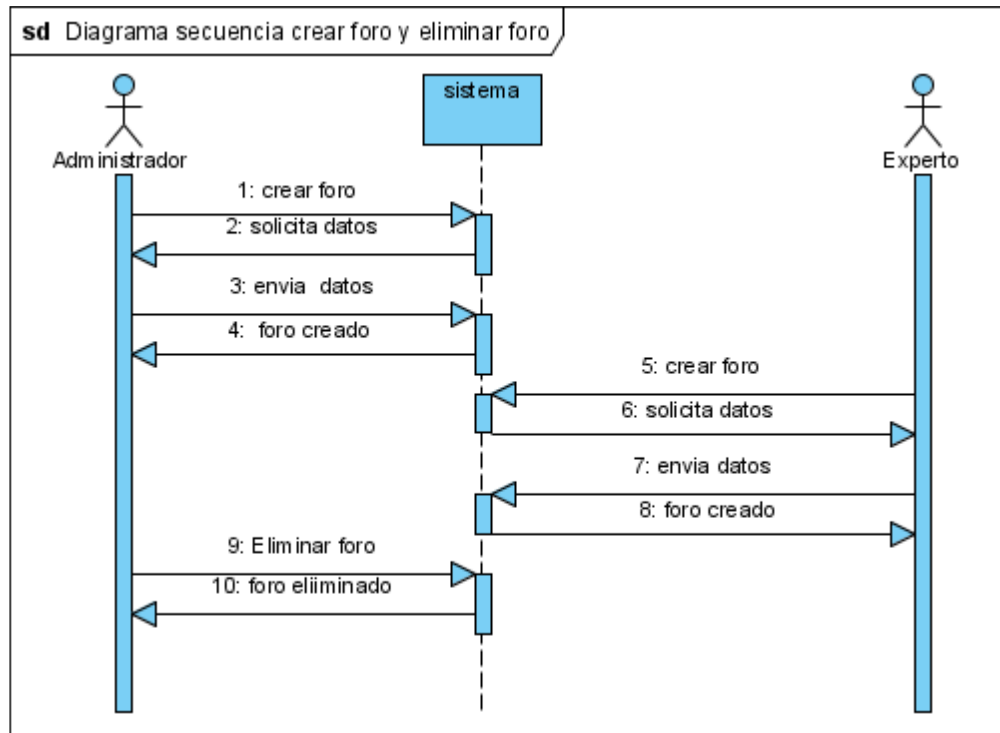 sd Diagrama secuencia crear foro y eliminar foro
sistema
Administrador
Experto
1: crear foro
2: solicita datos
3: envia datos
4: foro creado
5: crear foro
6: solicita datos
7: envia datos
8: foro creado
9: Eliminar foro
10: foro eliiminado